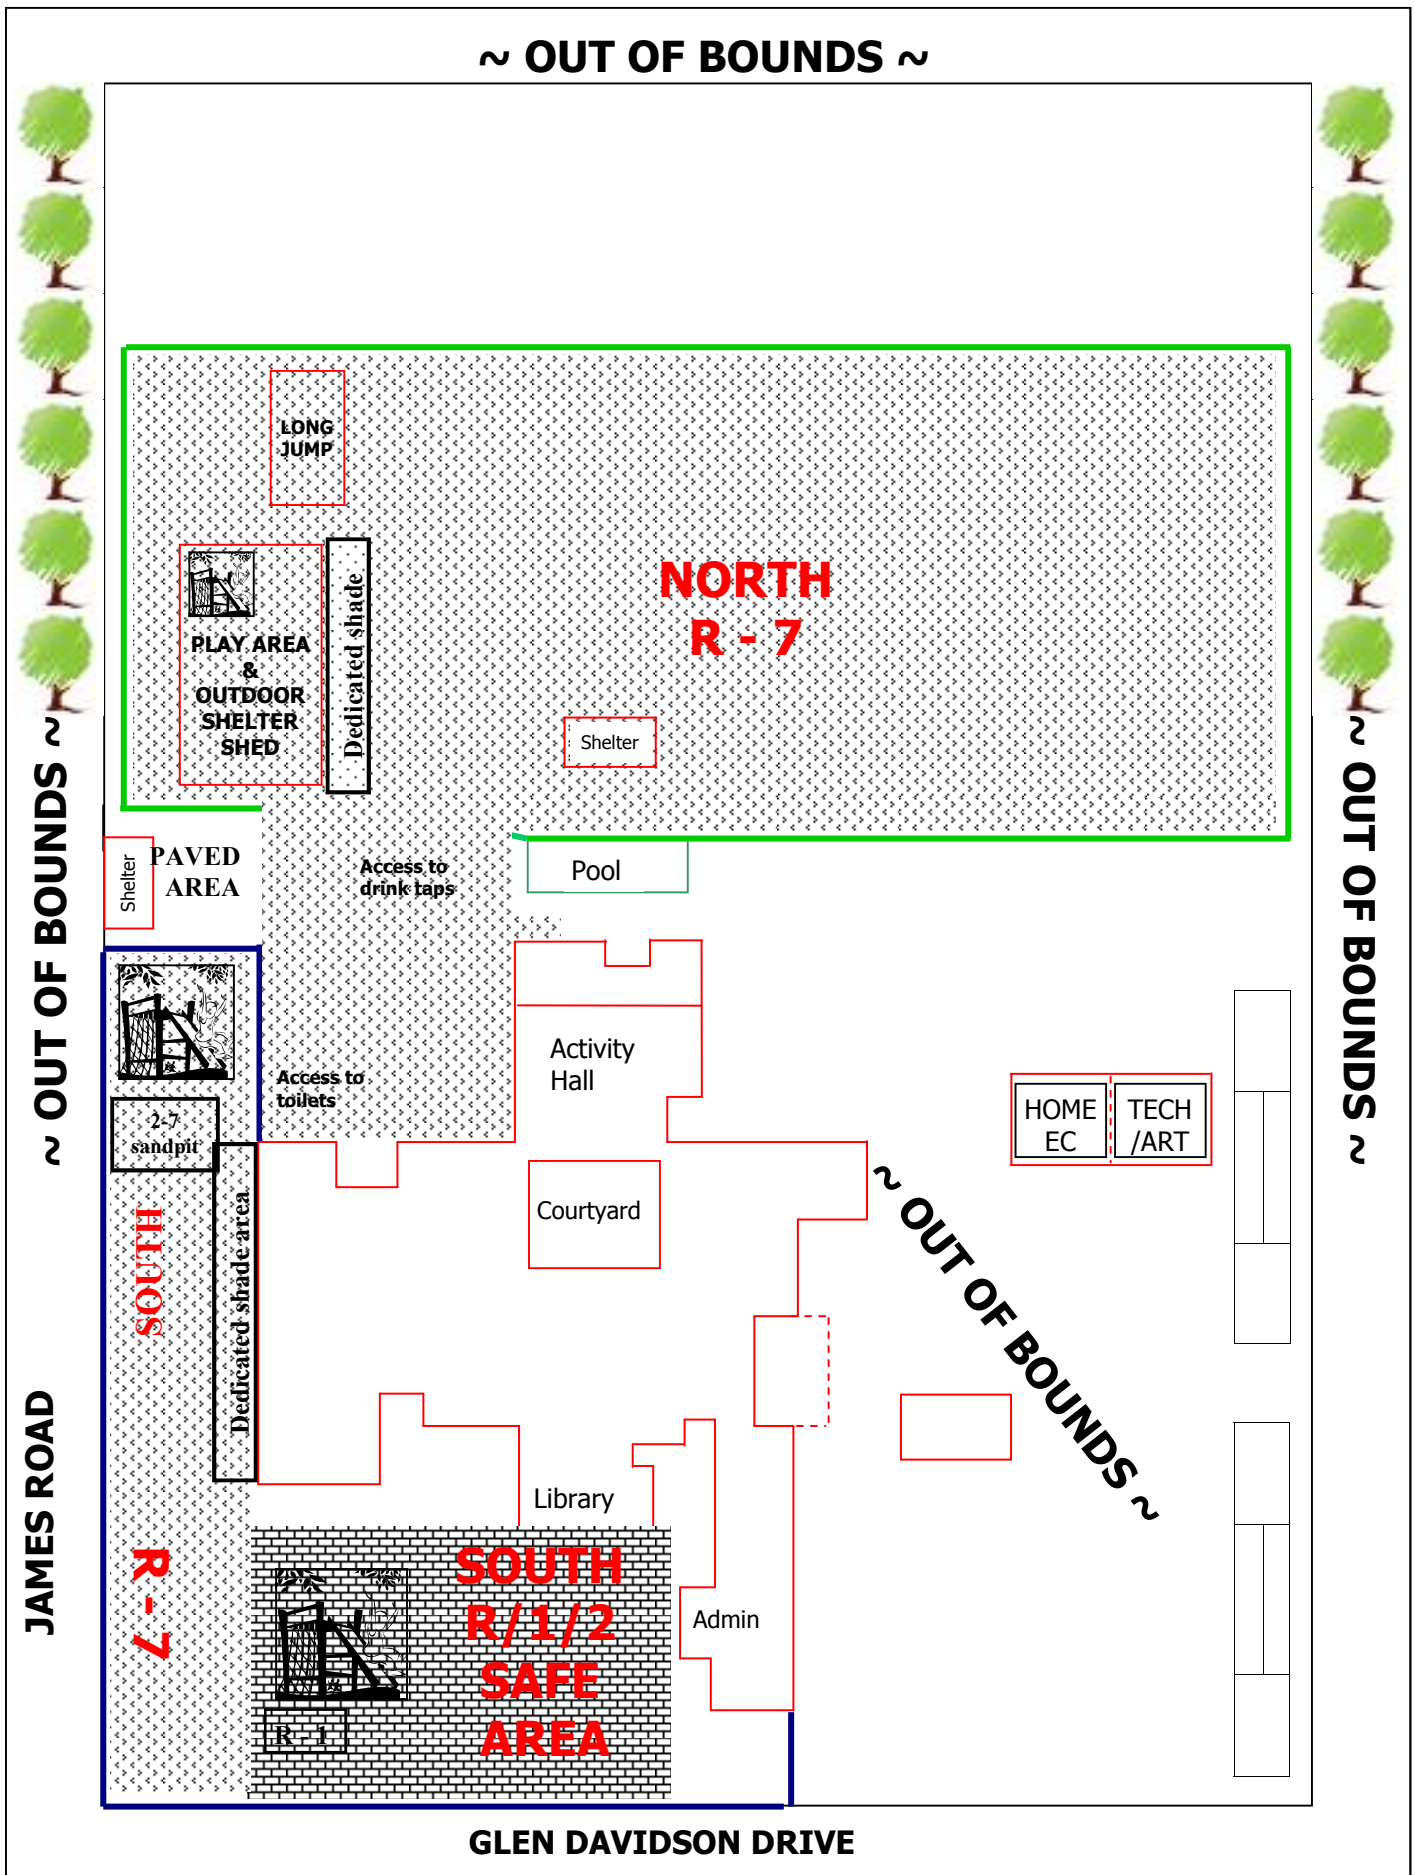 ~ OUT OF BOUNDS ~
LONG
JUMP
PLAY AREA
&
OUTDOOR
SHELTER
SHED
Dedicated shade
NORTH
R - 7
Shelter
~ OUT OF BOUNDS ~
~ OUT OF BOUNDS ~
Shelter
PAVED
AREA
Access to
drink taps
Pool
Activity
Hall
Access to
toilets
2-7
sandpit
HOME
EC
TECH
/ART
Courtyard
~ OUT OF BOUNDS ~
SOUTH
R - 7
Dedicated shade area
JAMES ROAD
Library
SOUTH
R/1/2
SAFE
AREA
R - 1
Admin
GLEN DAVIDSON DRIVE